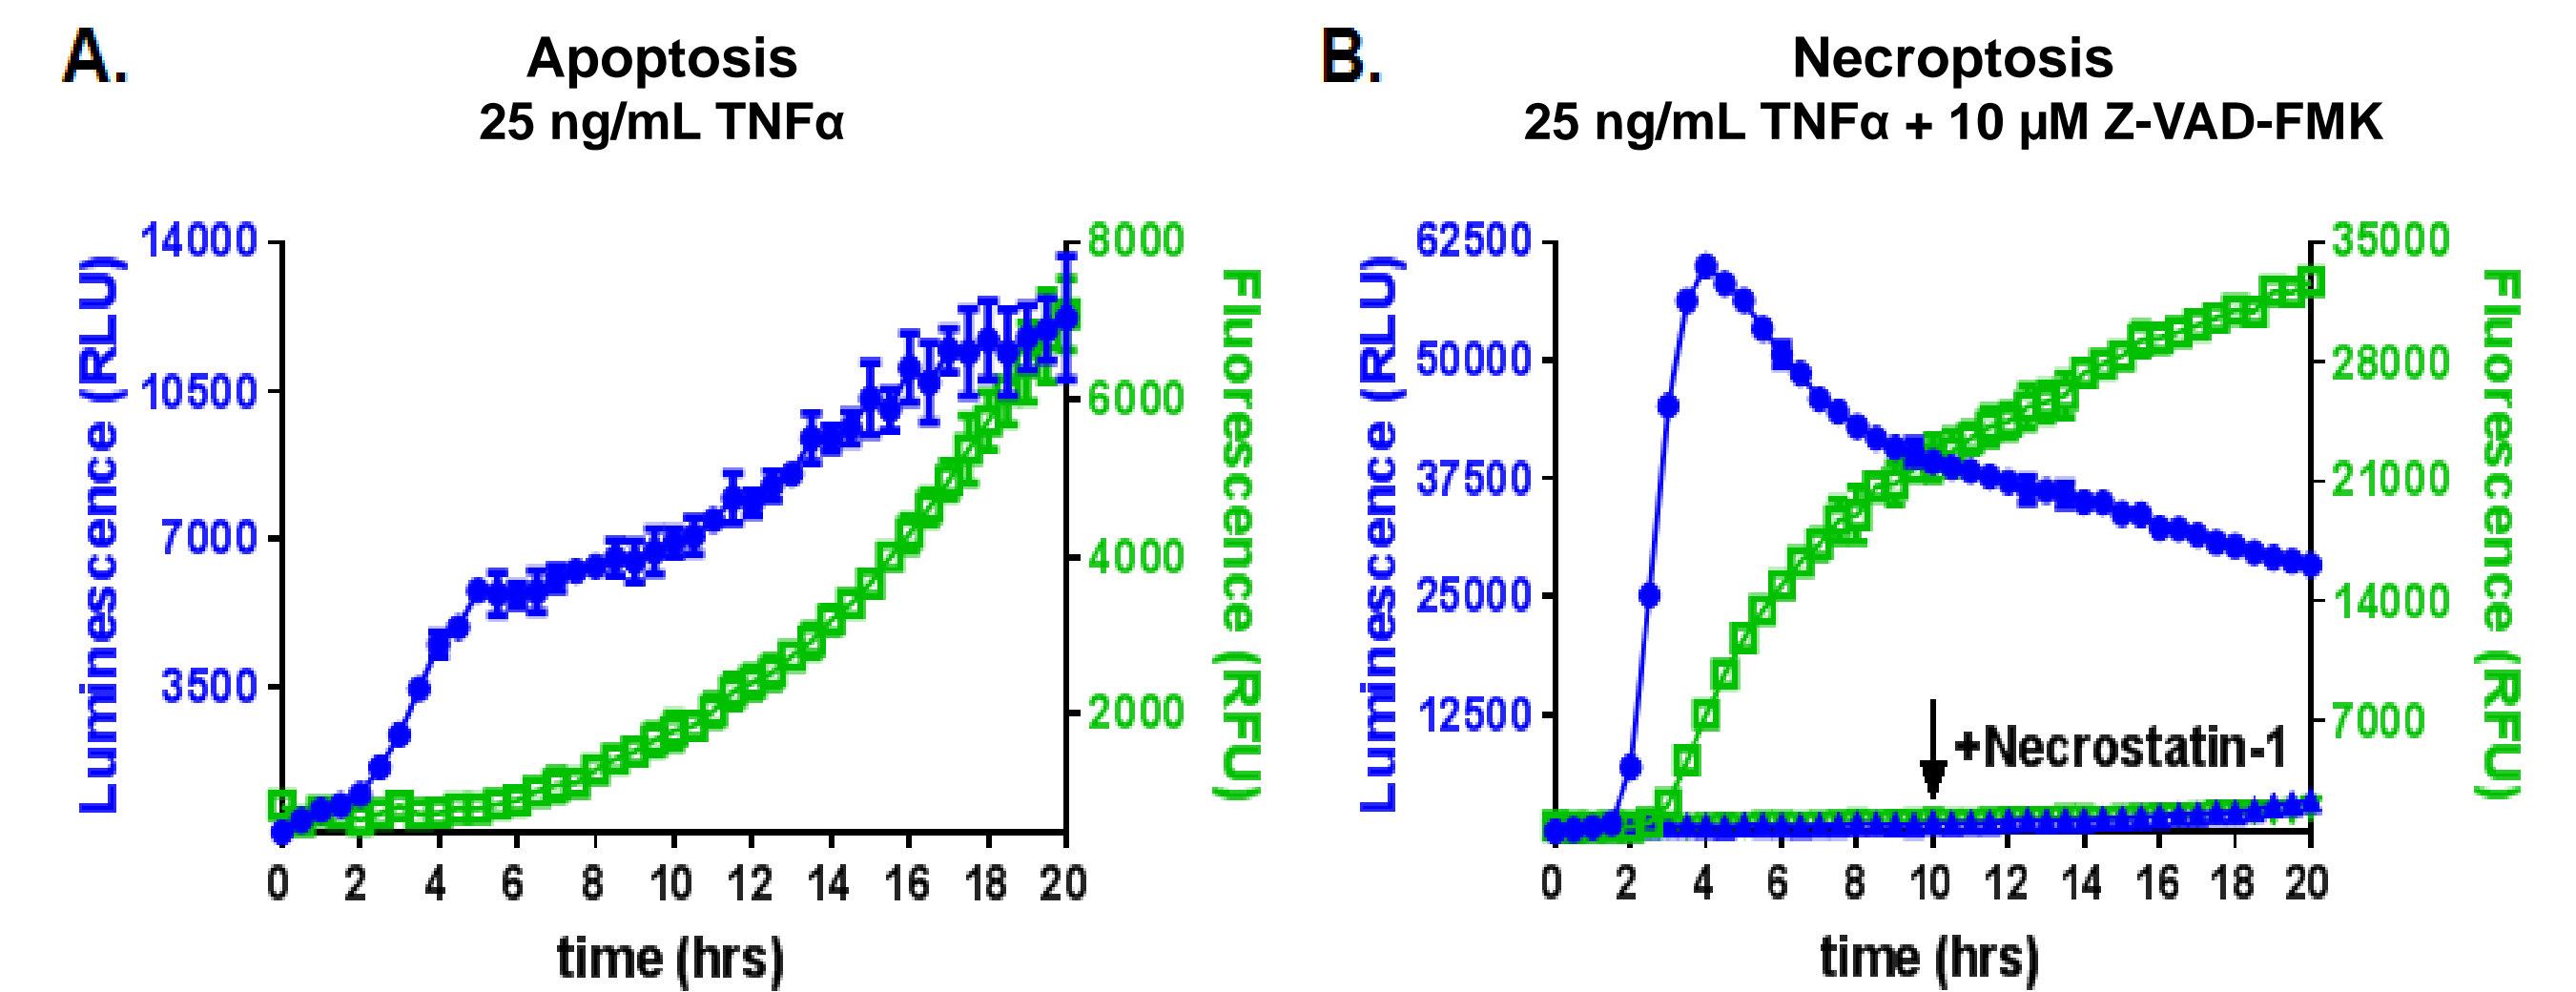 A.
Apoptosis
25 ng/mL TNFα
14000
10500
7000
3500
Luminescence (RLU)
8000
6000
4000
2000
Fluorescence (RFU)
0 2 4 6 8 10 12 14 16 18 20
time (hrs)
B.
Necroptosis
25 ng/mL TNFα + 10 µM Z-VAD-FMK
62500
50000
37500
25000
12500
Luminescence (RLU)
35000
28000
21000
14000
7000
Fluorescence (RFU)
+Necrostatin-1
0 2 4 6 8 10 12 14 16 18 20
time (hrs)